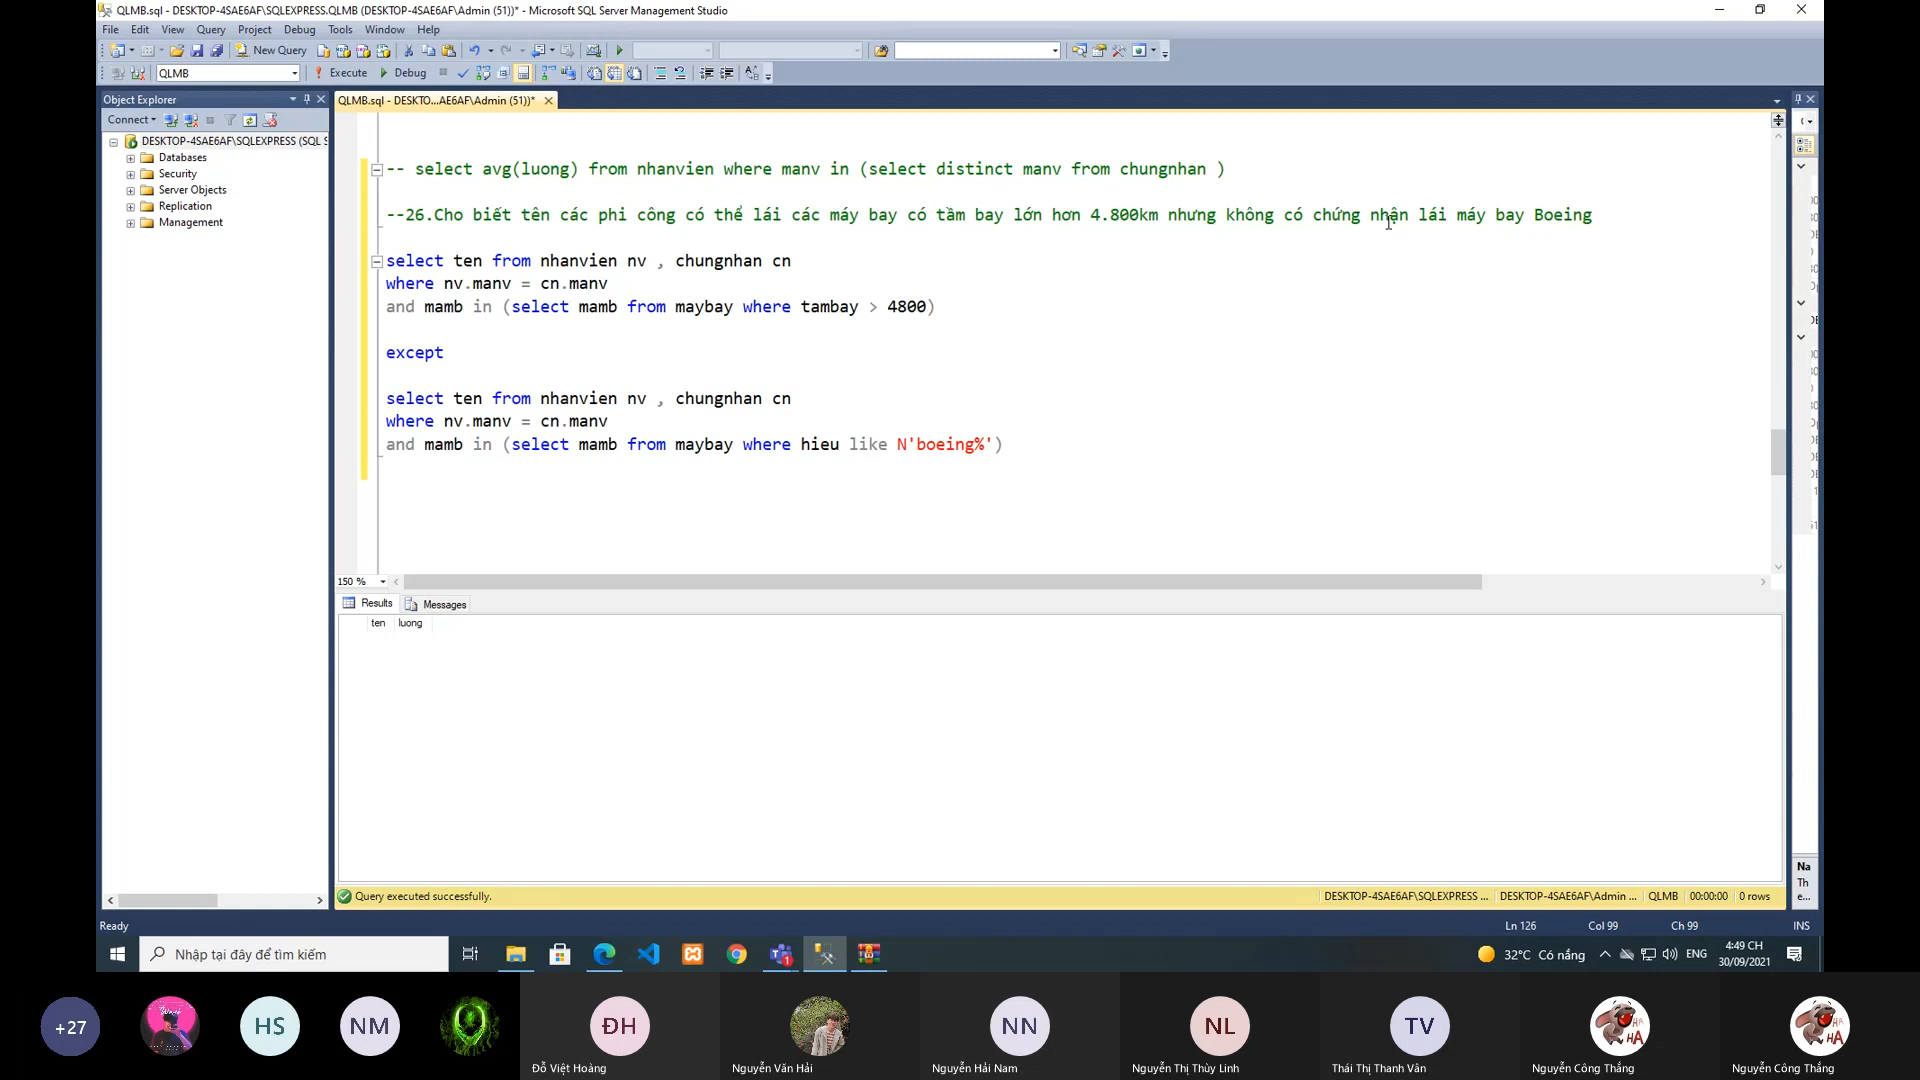 QLMB.sql - DESKTOP-4SAE6AF\SQLEXPRESS.QLMB (DESKTOP-4SAE6AF\Admin (51))* - Microsoft SQL Server Management Studio
File Edit View Query Project Debug Tools Window Help
New Query
QLMB Execute Debug
Object Explorer
QLMB.sql - DESKTO...AE6AF\Admin (51))*
Connect
DESKTOP-4SAE6AF\SQLEXPRESS (SQL S
Databases
Security
Server Objects
Replication
Management
-- select avg(luong) from nhanvien where manv in (select distinct manv from chungnhan )
--26.Cho biết tên các phi công có thể lái các máy bay có tầm bay lớn hơn 4.800km nhưng không có chứng nhận lái máy bay Boeing
select ten from nhanvien nv , chungnhan cn
where nv.manv = cn.manv
and mamb in (select mamb from maybay where tambay > 4800)
except
select ten from nhanvien nv , chungnhan cn
where nv.manv = cn.manv
and mamb in (select mamb from maybay where hieu like N'boeing%')
150 %
Results Messages
ten luong
Na
Th
e...
Query executed successfully. DESKTOP-4SAE6AF\SQLEXPRESS ... DESKTOP-4SAE6AF\Admin ... QLMB 00:00:00 0 rows
Ready Ln 126 Col 99 Ch 99 INS
Nhập tại đây để tìm kiếm
32°C Có nắng ENG
4:49 CH
30/09/2021
+27 HS NM ĐH NN NL TV
Đỗ Việt Hoàng Nguyễn Văn Hải Nguyễn Hải Nam Nguyễn Thị Thùy Linh Thái Thị Thanh Vân Nguyễn Công Thắng Nguyễn Công Thắng